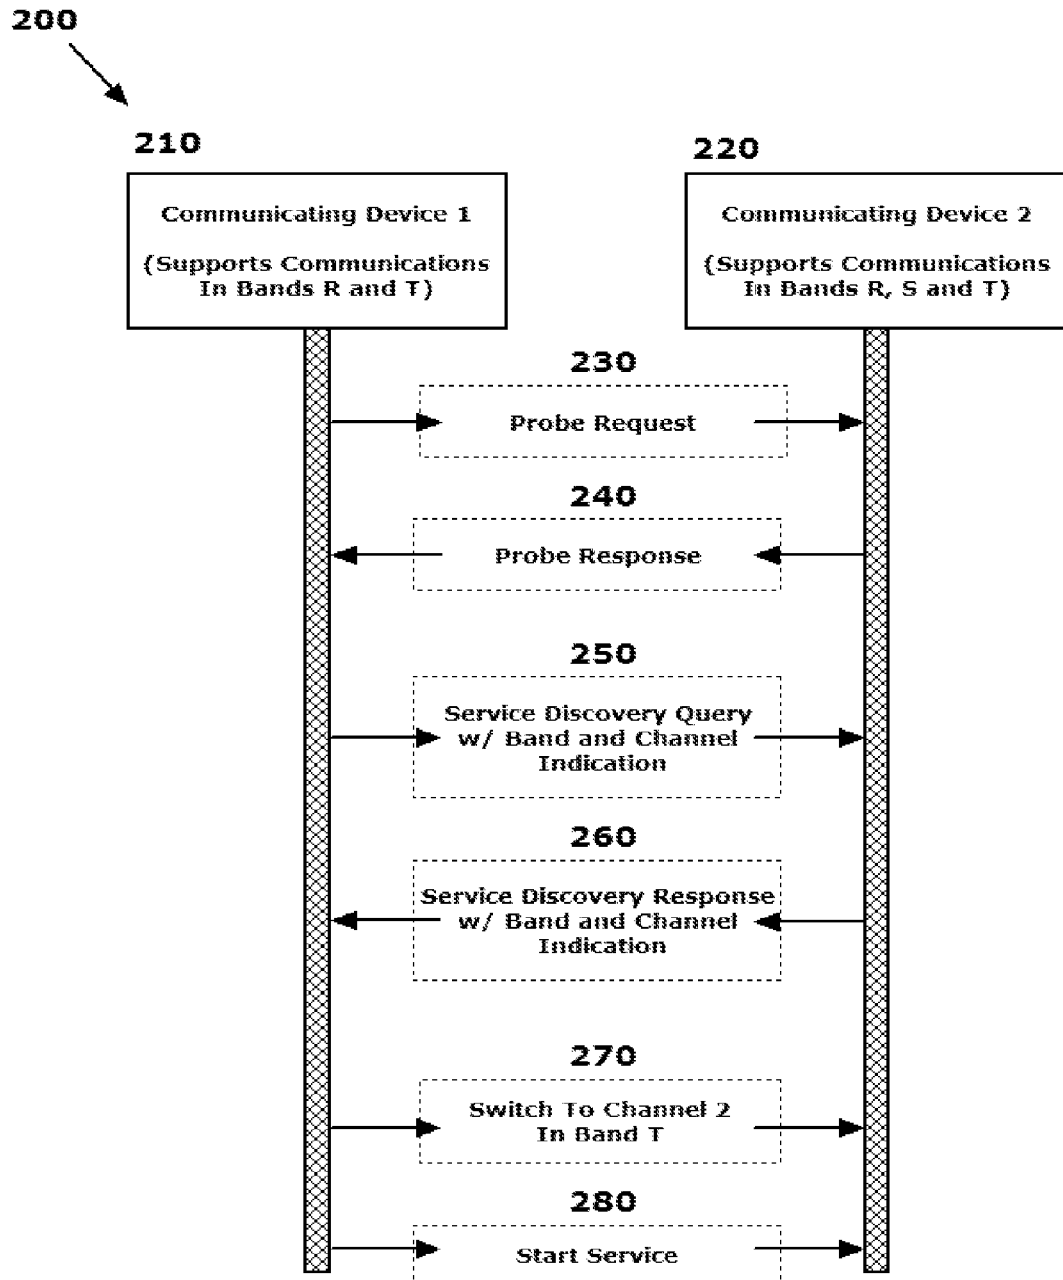 200
210
220
Communicating Device 1
(Supports Communications
In Bands R and T)
Communicating Device 2
(Supports Communications
In Bands R, S and T)
230
Probe Request
240
Probe Response
250
Service Discovery Query
w/ Band and Channel
Indication
260
Service Discovery Response
w/ Band and Channel
Indication
270
Switch To Channel 2
In Band T
280
Start Service